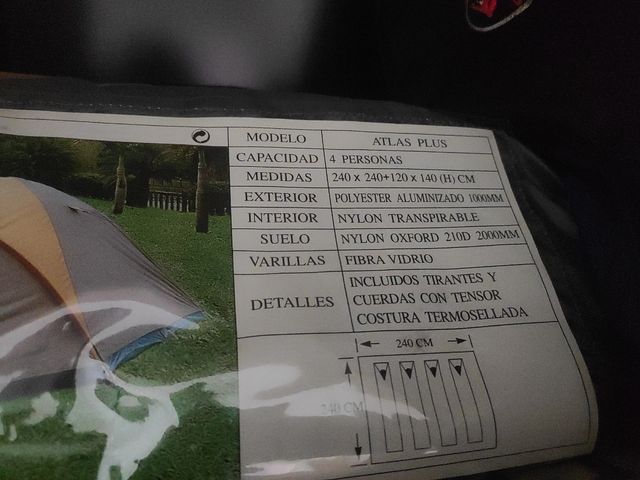 MODELO ATLAS PLUS
CAPACIDAD 4 PERSONAS
MEDIDAS 240 x 240+120 x 140 (H) CM
EXTERIOR POLYESTER ALUMINIZADO 1000MM
INTERIOR NYLON TRANSPIRABLE
SUELO NYLON OXFORD 210D 2000MM
VARILLAS FIBRA VIDRIO
DETALLES INCLUIDOS TIRANTES Y
CUERDAS CON TENSOR
COSTURA TERMOSELLADA
240 CM
240 CM